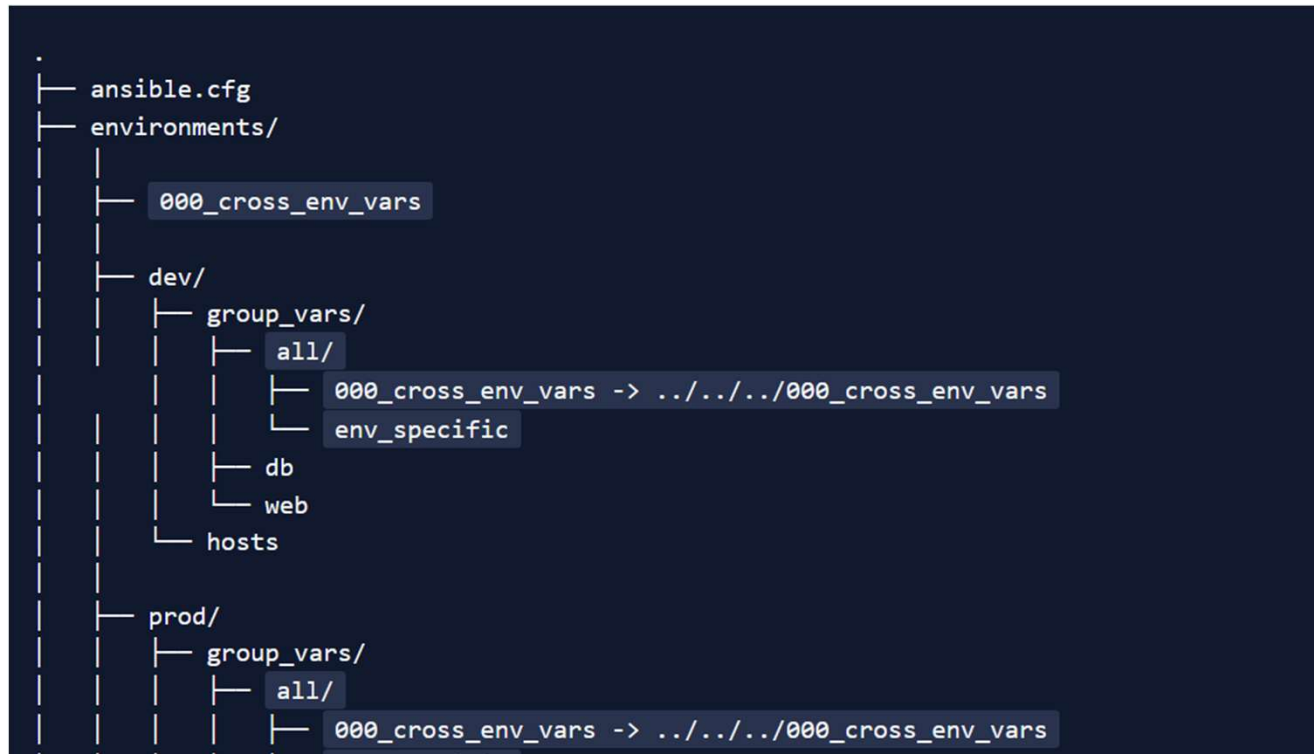 .
├── ansible.cfg
├── environments/
│   │
│   ├── 000_cross_env_vars
│   │
│   ├── dev/
│   │   ├── group_vars/
│   │   │   ├── all/
│       │   │   ├── 000_cross_env_vars -> ../../../000_cross_env_vars
│   │   │   │   └── env_specific
│   │   │   ├── db
│   │   │   └── web
│   │   └── hosts
│   │
│   ├── prod/
│   │   ├── group_vars/
│   │   │   ├── all/
│   │   │   │   ├── 000_cross_env_vars -> ../../../000_cross_env_vars